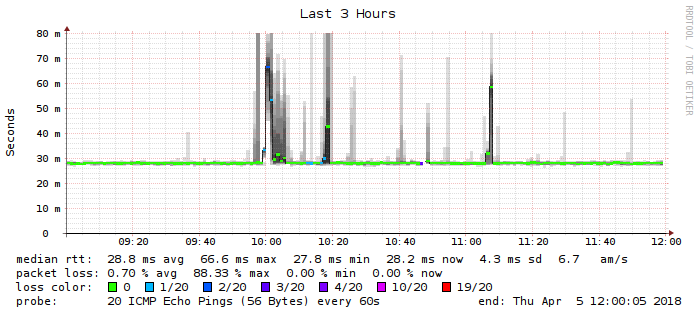 Last 3 Hours
RRDTOOL / TOBI OETIKER
Seconds
80 m
70 m
60 m
50 m
40 m
30 m
20 m
10 m
0
09:20 09:40 10:00 10:20 10:40 11:00 11:20 11:40 12:00
median rtt: 28.8 ms avg 66.6 ms max 27.8 ms min 28.2 ms now 4.3 ms sd 6.7 am/s
packet loss: 0.70 % avg 88.33 % max 0.00 % min 0.00 % now
loss color: 0 1/20 2/20 3/20 4/20 10/20 19/20
probe: 20 ICMP Echo Pings (56 Bytes) every 60s end: Thu Apr 5 12:00:05 2018